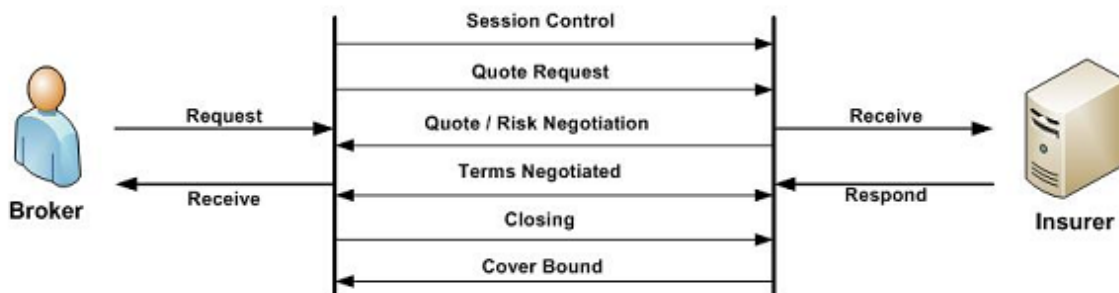 Session Control
Quote Request
Request
Quote / Risk Negotiation
Receive
Terms Negotiated
Receive
Respond
Broker
Closing
Insurer
Cover Bound